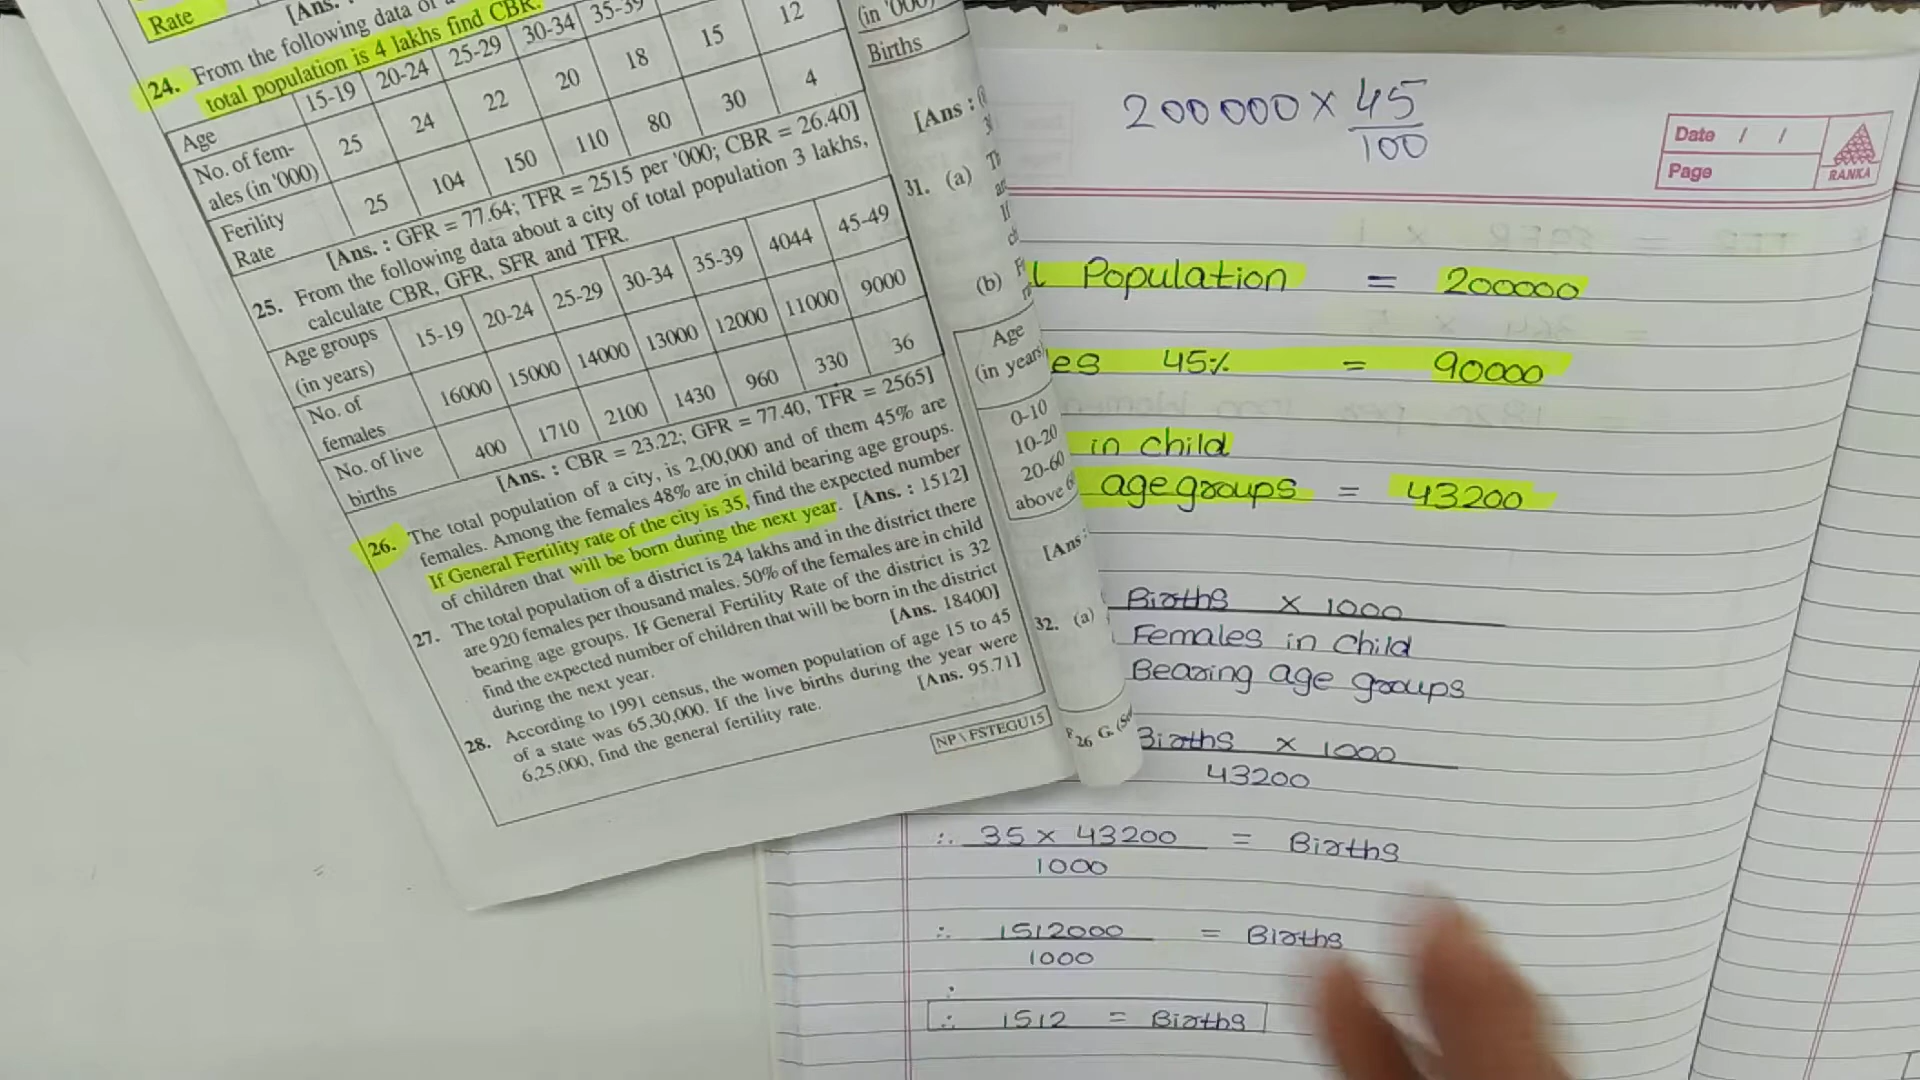 Rate
[Ans. :
24. From the following data of
total population is 4 lakhs find CBR.
Age 15-19 20-24 25-29 30-34 35-39
No. of fem-
ales (in '000) 25 24 22 20 18 15 12
Ferility
Rate 25 104 150 110 80 30 4
[Ans. : GFR = 77.64; TFR = 2515 per '000; CBR = 26.40]
25. From the following data about a city of total population 3 lakhs,
calculate CBR, GFR, SFR and TFR.
Age groups
(in years) 15-19 20-24 25-29 30-34 35-39 4044 45-49
No. of
females 16000 15000 14000 13000 12000 11000 9000
No. of live
births 400 1710 2100 1430 960 330 36
[Ans. : CBR = 23.22; GFR = 77.40, TFR = 2565]
26. The total population of a city, is 2,00,000 and of them 45% are
females. Among the females 48% are in child bearing age groups.
If General Fertility rate of the city is 35, find the expected number
of children that will be born during the next year. [Ans. : 1512]
27. The total population of a district is 24 lakhs and in the district there
are 920 females per thousand males. 50% of the females are in child
bearing age groups. If General Fertility Rate of the district is 32
find the expected number of children that will be born in the district
during the next year. [Ans. 18400]
28. According to 1991 census, the women population of age 15 to 45
of a state was 65,30,000. If the live births during the year were
6,25,000, find the general fertility rate. [Ans. 95.71]
NP\FSTEGU15
(in '000)
Births
[Ans :
31. (a)
(b)
Age
(in years)
0-10
10-20
20-60
above
[Ans:
32. (a)
26 G.
200000 × 45
100
Date / /
Page
RANKA
Population = 200000
es 45% = 90000
in child
age groups = 43200
Births × 1000
Females in child
Bearing age groups
Births × 1000
43200
∴ 35 × 43200 = Births
1000
∴ 1512000 = Births
1000
∴ 1512 = Births